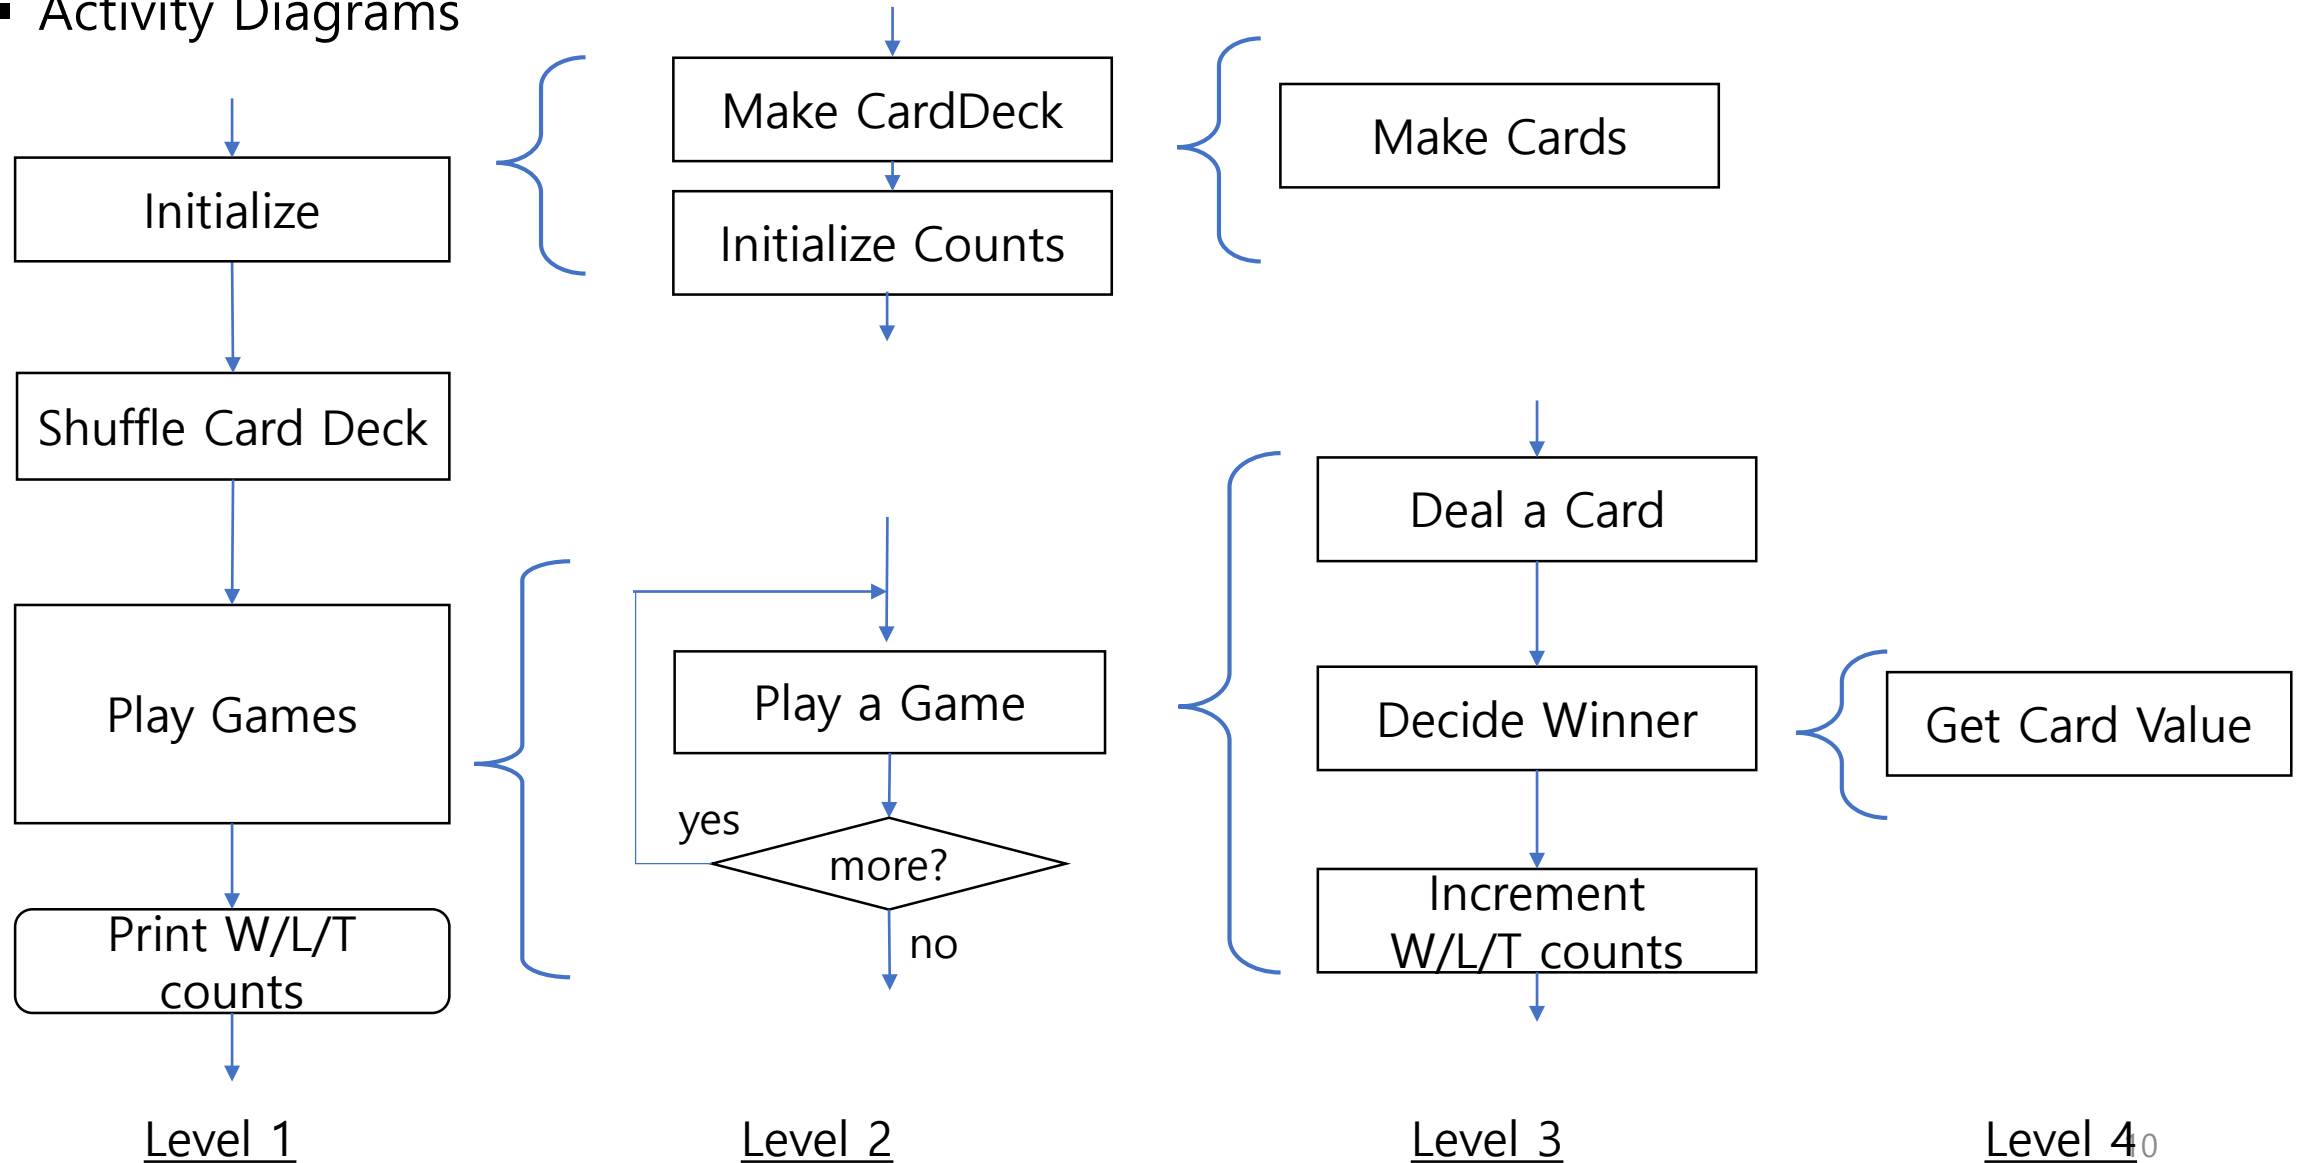 ▪ Activity Diagrams
Initialize
Shuffle Card Deck
Play Games
Print W/L/T
counts
Level 1
Make CardDeck
Initialize Counts
Play a Game
yes
more?
no
Level 2
Make Cards
Deal a Card
Decide Winner
Increment
W/L/T counts
Level 3
Get Card Value
Level 4
10